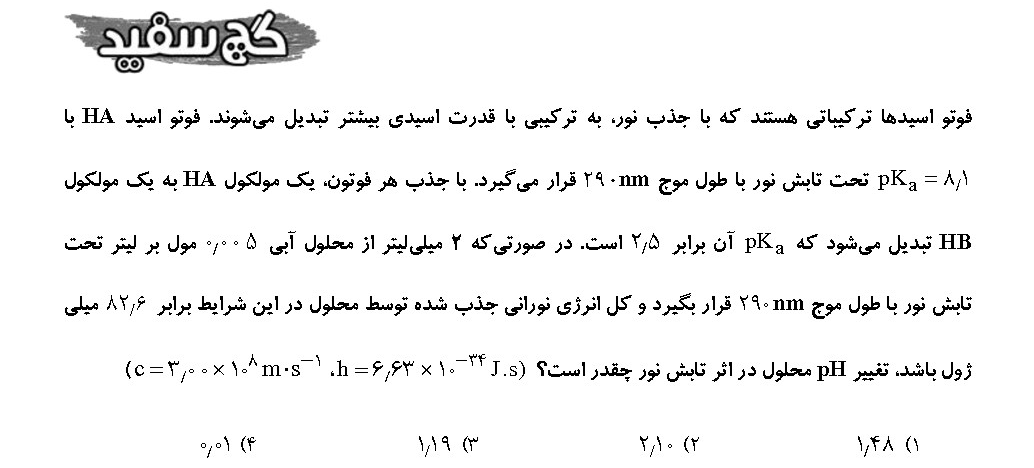 گچ سفید
فوتو اسیدها ترکیباتی هستند که با جذب نور، به ترکیبی با قدرت اسیدی بیشتر تبدیل می‌شوند. فوتو اسید HA با
pKa = ۸٫۱ تحت تابش نور با طول موج ۲۹۰nm قرار می‌گیرد. با جذب هر فوتون، یک مولکول HA به یک مولکول
HB تبدیل می‌شود که pKa آن برابر ۲٫۵ است. در صورتی‌که ۲ میلی‌لیتر از محلول آبی ۰٫۰۰۵ مول بر لیتر تحت
تابش نور با طول موج ۲۹۰nm قرار بگیرد و کل انرژی نورانی جذب شده توسط محلول در این شرایط برابر ۸۲٫۶ میلی
ژول باشد، تغییر pH محلول در اثر تابش نور چقدر است؟ (c = ۳٫۰۰×۱۰^۸ m·s^−۱ ،h = ۶٫۶۳×۱۰^−۳۴ J.s)
۱) ۱٫۴۸ ۲) ۲٫۱۰ ۳) ۱٫۱۹ ۴) ۰٫۰۱